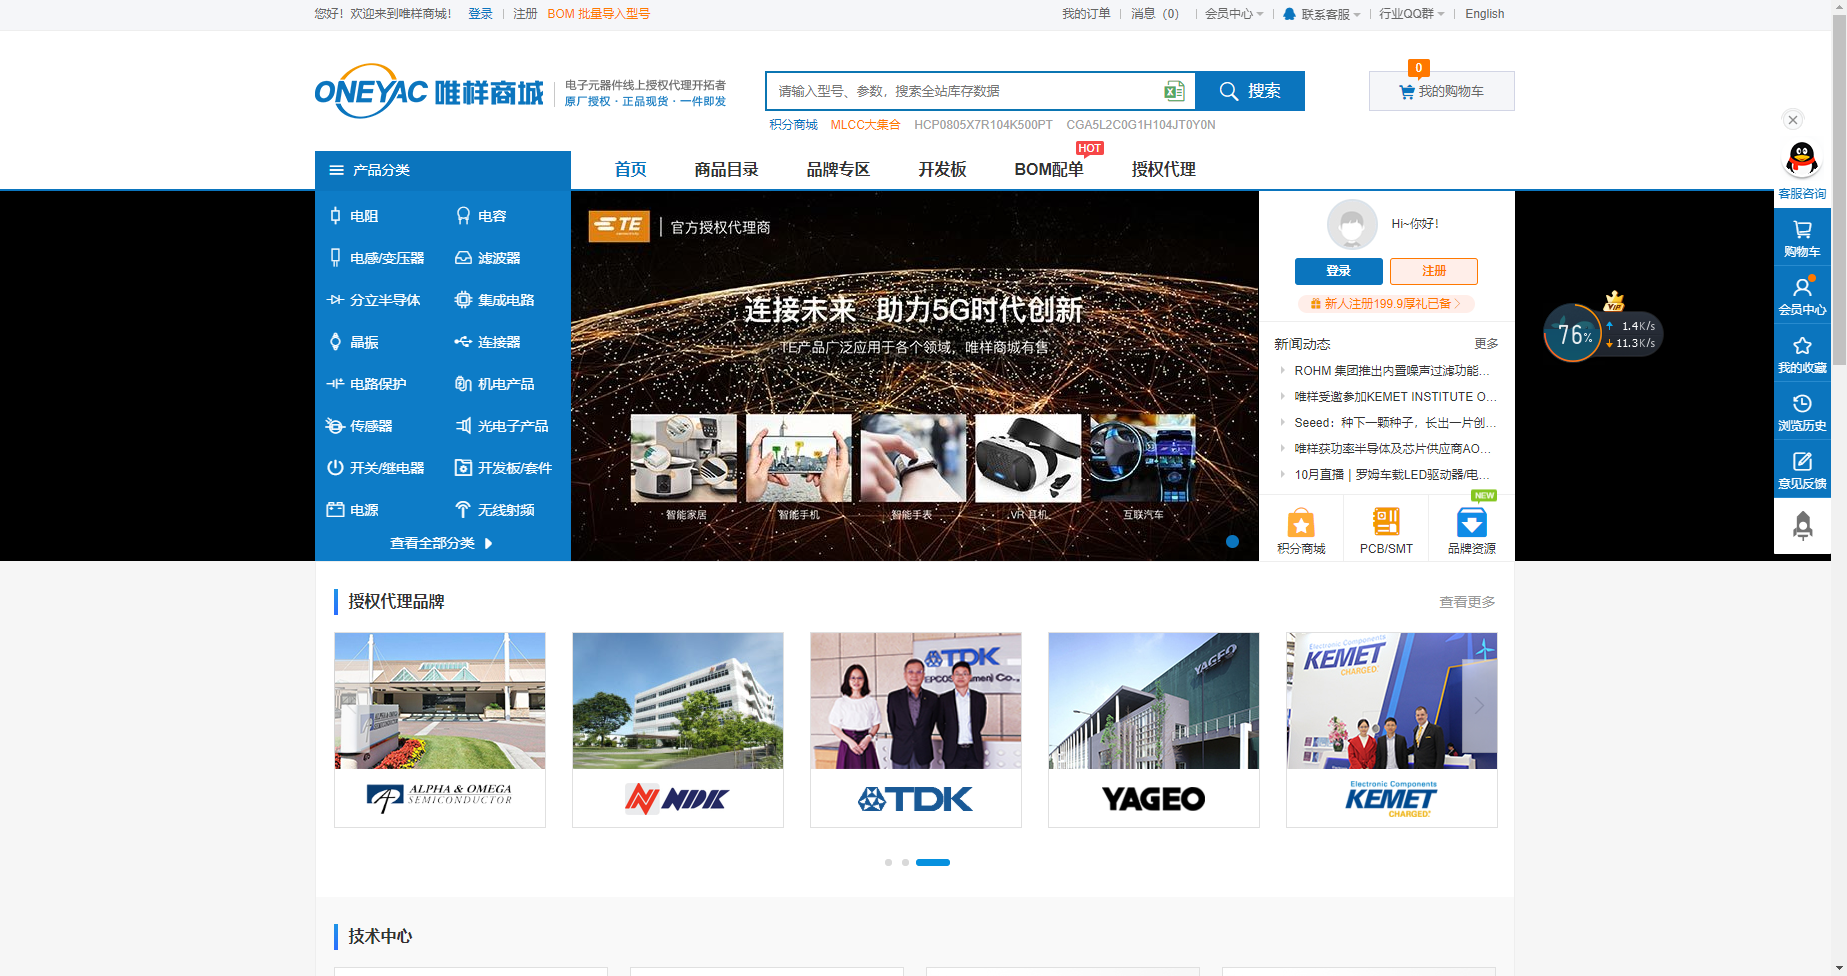 您好！欢迎来到唯样商城！ 登录 注册 BOM 批量导入型号
我的订单 消息（0） 会员中心 联系客服 行业QQ群 English
ONEYAC 唯样商城
电子元器件线上授权代理开拓者
原厂授权·正品现货·一件即发
请输入型号、参数，搜索全站库存数据
搜索
0
我的购物车
积分商城 MLCC大集合 HCP0805X7R104K500PT CGA5L2C0G1H104JT0Y0N
产品分类
首页 商品目录 品牌专区 开发板 BOM配单 授权代理
HOT
电阻 电容
电感/变压器 滤波器
分立半导体 集成电路
晶振 连接器
电路保护 机电产品
传感器 光电子产品
开关/继电器 开发板/套件
电源 无线射频
查看全部分类
TE 官方授权代理商
连接未来 助力5G时代创新
TE产品广泛应用于各个领域，唯样商城有售
智能家居 智能手机 智能手表 VR 耳机 互联汽车
Hi~你好！
登录 注册
新人注册199.9厚礼已备
新闻动态 更多
ROHM 集团推出内置噪声过滤功能...
唯样受邀参加KEMET INSTITUTE O...
Seeed：种下一颗种子，长出一片创...
唯样获功率半导体及芯片供应商AO...
10月直播 | 罗姆车载LED驱动器/电...
NEW
积分商城 PCB/SMT 品牌资源
VIP
76%
1.4K/s
11.3K/s
客服咨询
购物车
会员中心
我的收藏
浏览历史
意见反馈
授权代理品牌 查看更多
TDK
YAGEO
Electronic Components
KEMET
CHARGED.
ALPHA & OMEGA
SEMICONDUCTOR
NDK
TDK
YAGEO
Electronic Components
KEMET
CHARGED.
技术中心